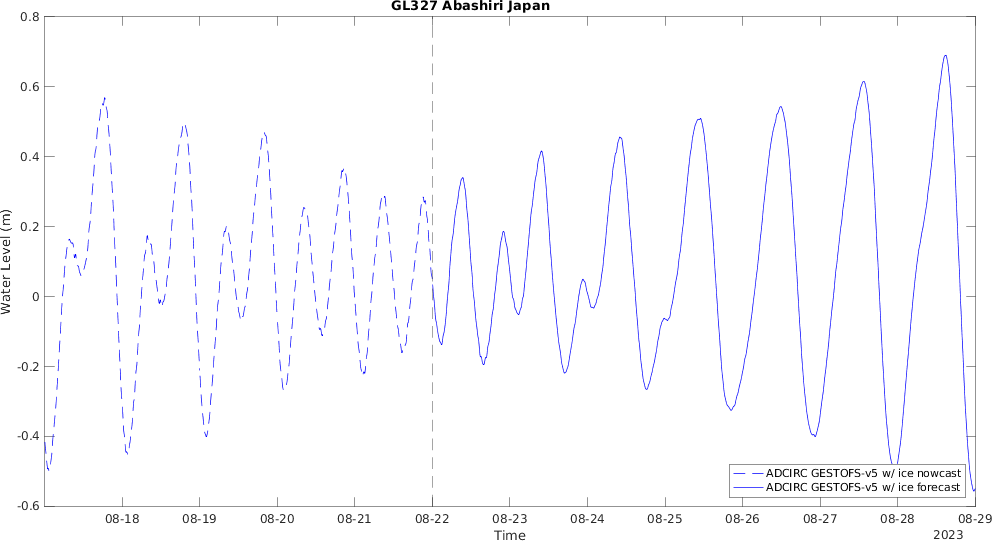 GL327 Abashiri Japan
Water Level (m)
0.8
0.6
0.4
0.2
0
-0.2
-0.4
-0.6
ADCIRC GESTOFS-v5 w/ ice nowcast
ADCIRC GESTOFS-v5 w/ ice forecast
08-18 08-19 08-20 08-21 08-22 08-23 08-24 08-25 08-26 08-27 08-28 08-29
Time
2023